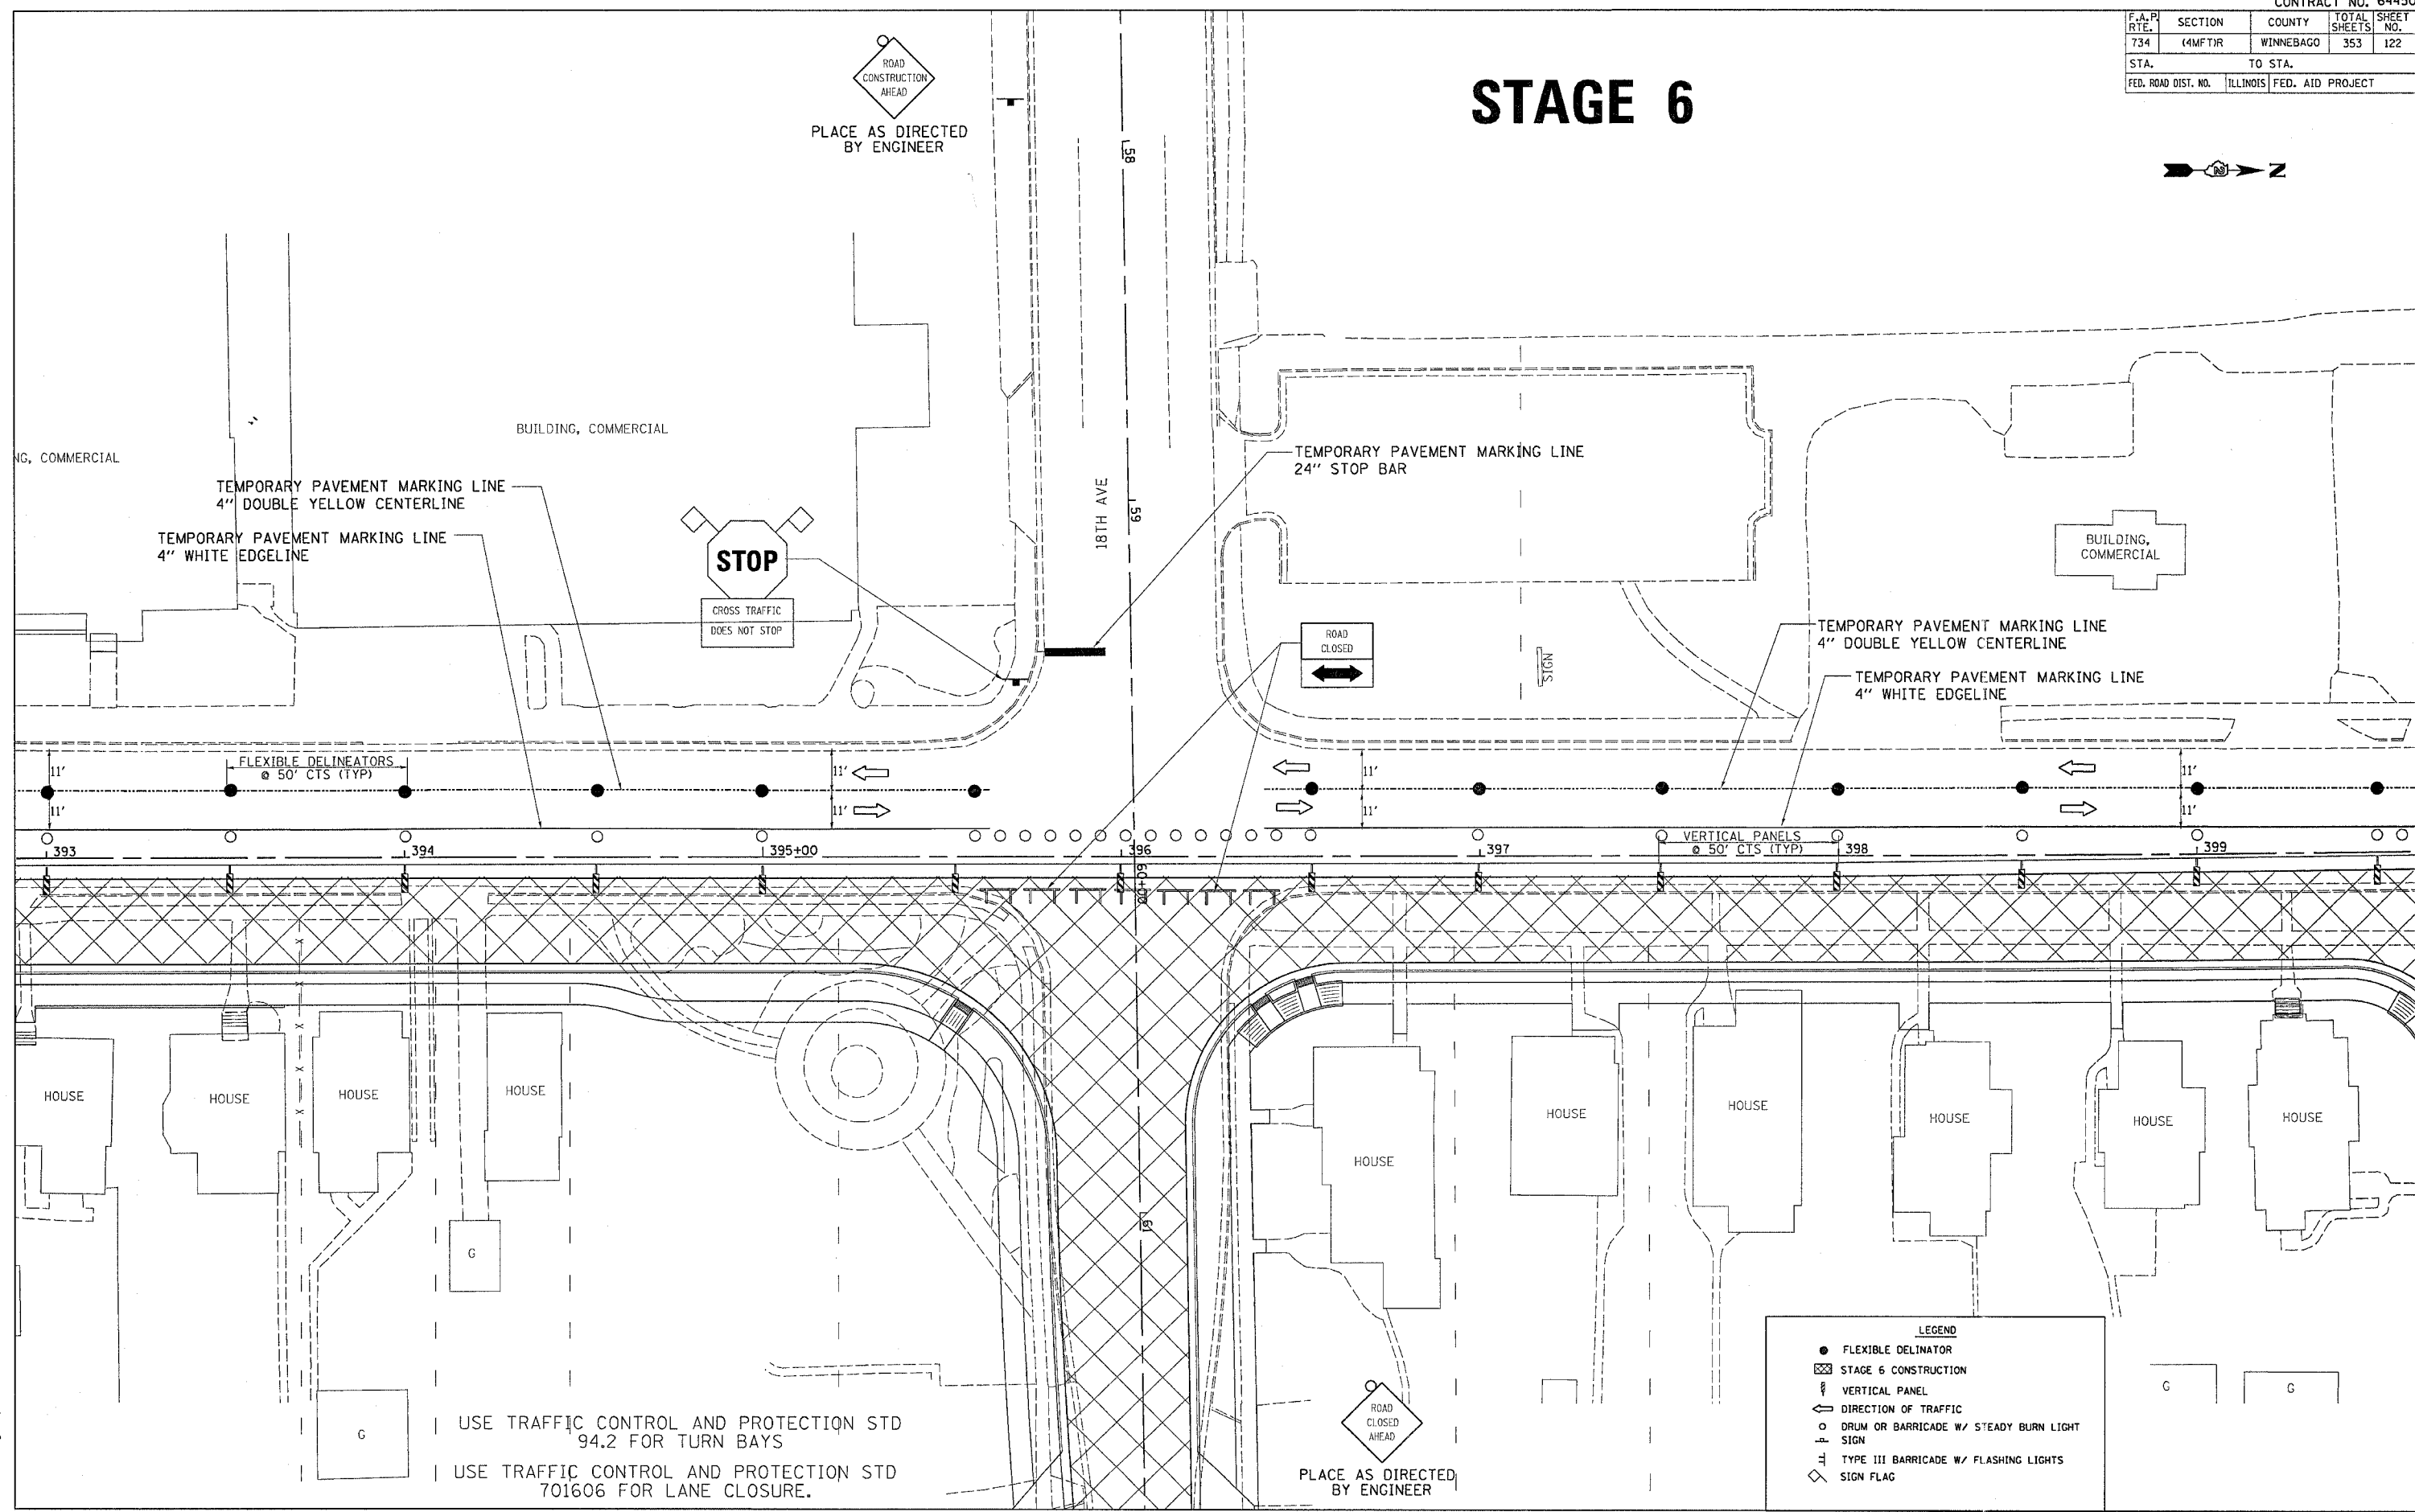 CONTRACT NO. 64450
F.A.P. RTE.
SECTION
COUNTY
TOTAL SHEETS
SHEET NO.
734
(4MFT)R
WINNEBAGO
353
122
STA.
TO STA.
FED. ROAD DIST. NO.
ILLINOIS
FED. AID PROJECT
STAGE 6
N
ROAD
CONSTRUCTION
AHEAD
PLACE AS DIRECTED
BY ENGINEER
58
BUILDING, COMMERCIAL
NG, COMMERCIAL
TEMPORARY PAVEMENT MARKING LINE
4" DOUBLE YELLOW CENTERLINE
TEMPORARY PAVEMENT MARKING LINE
4" WHITE EDGELINE
STOP
CROSS TRAFFIC
DOES NOT STOP
18TH AVE
59
TEMPORARY PAVEMENT MARKING LINE
24" STOP BAR
BUILDING,
COMMERCIAL
ROAD
CLOSED
SIGN
TEMPORARY PAVEMENT MARKING LINE
4" DOUBLE YELLOW CENTERLINE
TEMPORARY PAVEMENT MARKING LINE
4" WHITE EDGELINE
FLEXIBLE DELINEATORS
@ 50' CTS (TYP)
11'
11'
11'
11'
11'
11'
11'
11'
VERTICAL PANELS
@ 50' CTS (TYP)
393
394
395+00
396
397
398
399
60+00
HOUSE
HOUSE
HOUSE
HOUSE
HOUSE
HOUSE
HOUSE
HOUSE
HOUSE
HOUSE
61
G
G
G
G
USE TRAFFIC CONTROL AND PROTECTION STD
94.2 FOR TURN BAYS
USE TRAFFIC CONTROL AND PROTECTION STD
701606 FOR LANE CLOSURE.
ROAD
CLOSED
AHEAD
PLACE AS DIRECTED
BY ENGINEER
LEGEND
FLEXIBLE DELINATOR
STAGE 6 CONSTRUCTION
VERTICAL PANEL
DIRECTION OF TRAFFIC
DRUM OR BARRICADE W/ STEADY BURN LIGHT
SIGN
TYPE III BARRICADE W/ FLASHING LIGHTS
SIGN FLAG